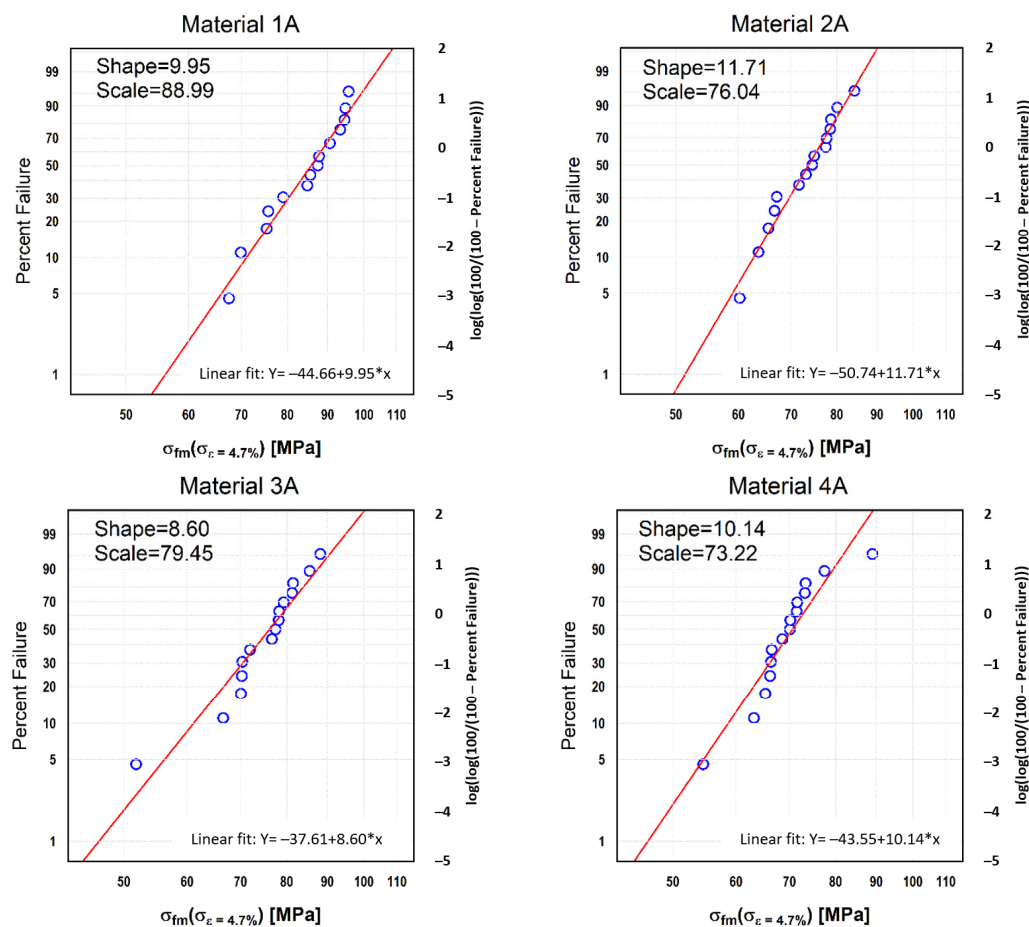 Material 1A
Shape=9.95
Scale=88.99
Percent Failure
99
90
70
50
30
20
10
5
1
2
1
0
–1
–2
–3
–4
–5
log(log(100/(100 – Percent Failure)))
Linear fit: Y= –44.66+9.95*x
50 60 70 80 90 100 110
σfm(σε = 4.7%) [MPa]
Material 2A
Shape=11.71
Scale=76.04
Percent Failure
99
90
70
50
30
20
10
5
1
2
1
0
–1
–2
–3
–4
–5
log(log(100/(100 – Percent Failure)))
Linear fit: Y= –50.74+11.71*x
50 60 70 80 90 100 110
σfm(σε = 4.7%) [MPa]
Material 3A
Shape=8.60
Scale=79.45
Percent Failure
99
90
70
50
30
20
10
5
1
2
1
0
–1
–2
–3
–4
–5
log(log(100/(100 – Percent Failure)))
Linear fit: Y= –37.61+8.60*x
50 60 70 80 90 100 110
σfm(σε = 4.7%) [MPa]
Material 4A
Shape=10.14
Scale=73.22
Percent Failure
99
90
70
50
30
20
10
5
1
2
1
0
–1
–2
–3
–4
–5
log(log(100/(100 – Percent Failure)))
Linear fit: Y= –43.55+10.14*x
50 60 70 80 90 100 110
σfm(σε = 4.7%) [MPa]